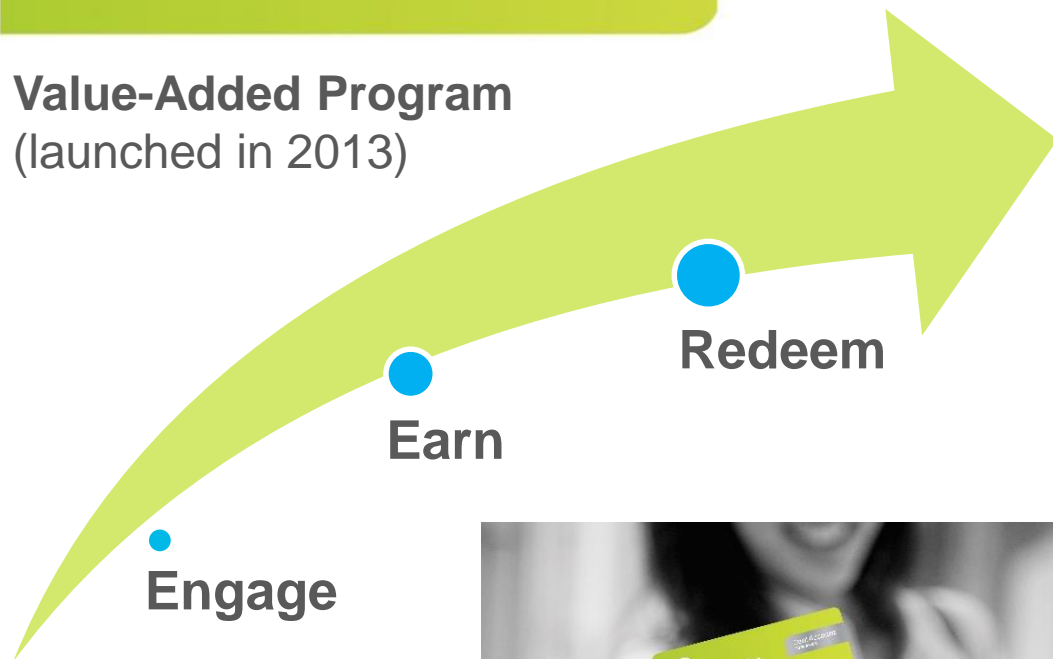 Value-Added Program
(launched in 2013)
Redeem
Earn
Engage